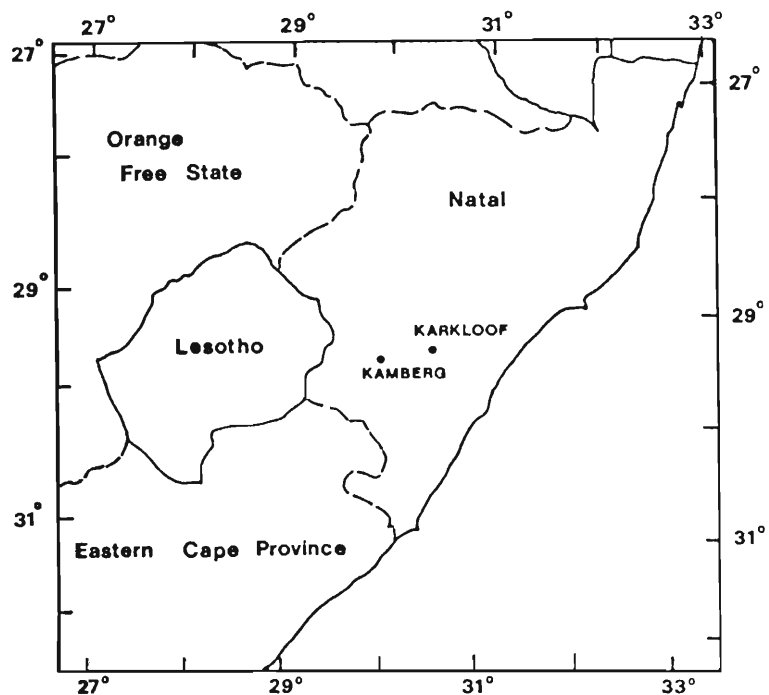 27°
29°
31°
33°
27°
27°
Orange
Free State
Natal
29°
29°
KARKLOOF
Lesotho
KAMBERG
31°
31°
Eastern Cape Province
27°
29°
31°
33°